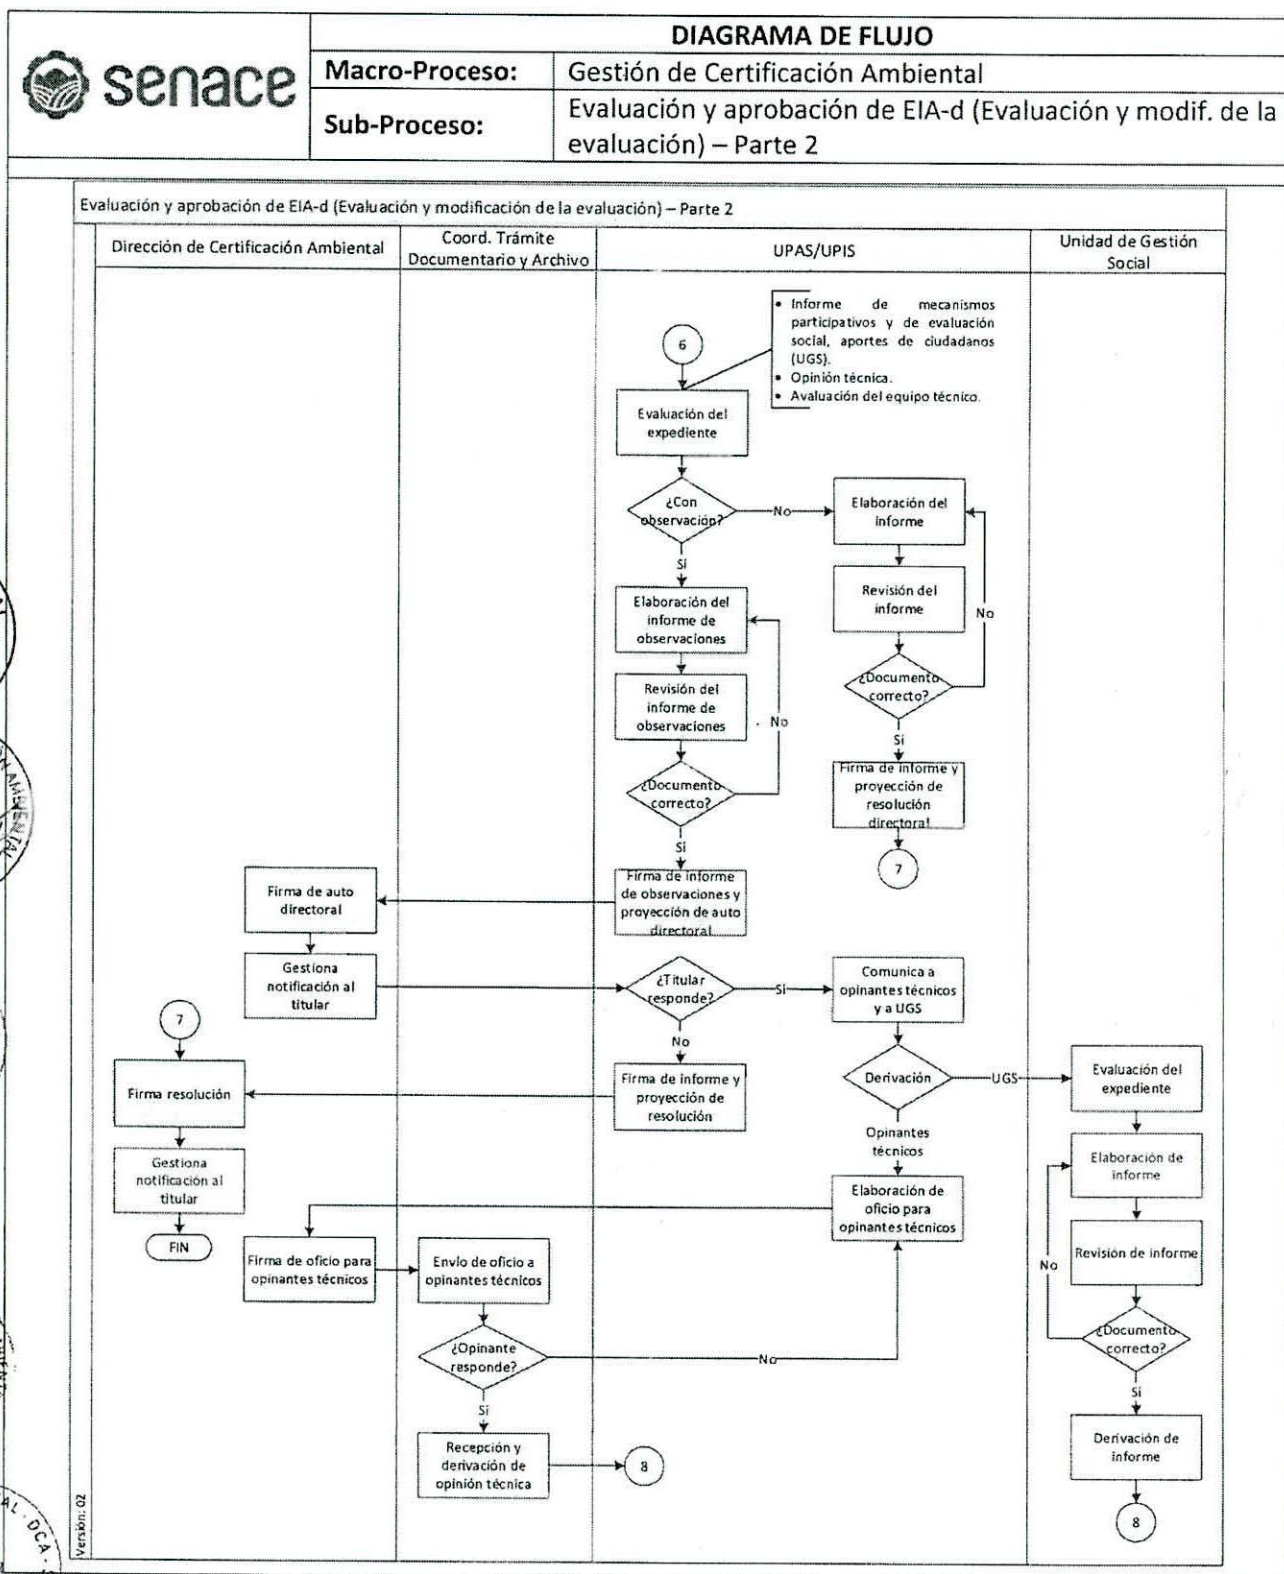 senace
DIAGRAMA DE FLUJO
Macro-Proceso:
Gestión de Certificación Ambiental
Sub-Proceso:
Evaluación y aprobación de EIA-d (Evaluación y modif. de la
evaluación) – Parte 2
Evaluación y aprobación de EIA-d (Evaluación y modificación de la evaluación) – Parte 2
Dirección de Certificación Ambiental
Coord. Trámite
Documentario y Archivo
UPAS/UPIS
Unidad de Gestión
Social
• Informe de mecanismos
participativos y de evaluación
social, aportes de ciudadanos
(UGS).
• Opinión técnica.
• Avaluación del equipo técnico.
6
Evaluación del
expediente
¿Con
observación?
No
Elaboración del
informe
Sí
Revisión del
informe
No
Elaboración del
informe de
observaciones
¿Documento
correcto?
Revisión del
informe de
observaciones
No
Sí
Firma de informe y
proyección de
resolución
directoral
¿Documento
correcto?
Sí
7
Firma de informe
de observaciones y
proyección de auto
directoral
Firma de auto
directoral
Gestiona
notificación al
titular
¿Titular
responde?
Sí
Comunica a
opinantes técnicos
y a UGS
7
No
Firma resolución
Firma de informe y
proyección de
resolución
Derivación
UGS
Evaluación del
expediente
Opinantes
técnicos
Gestiona
notificación al
titular
Elaboración de
informe
Elaboración de
oficio para
opinantes técnicos
FIN
Firma de oficio para
opinantes técnicos
Envío de oficio a
opinantes técnicos
Revisión de informe
No
¿Opinante
responde?
No
¿Documento
correcto?
Sí
Sí
Recepción y
derivación de
opinión técnica
8
Derivación de
informe
8
Versión: 02
AMBIENTAL
AL - DCA -